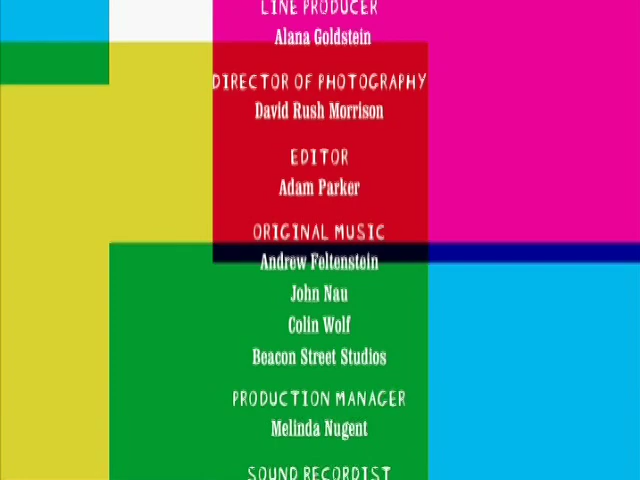 LINE PRODUCER
Alana Goldstein
DIRECTOR OF PHOTOGRAPHY
David Rush Morrison
EDITOR
Adam Parker
ORIGINAL MUSIC
Andrew Feltenstein
John Nau
Colin Wolf
Beacon Street Studios
PRODUCTION MANAGER
Melinda Nugent
SOUND RECORDIST